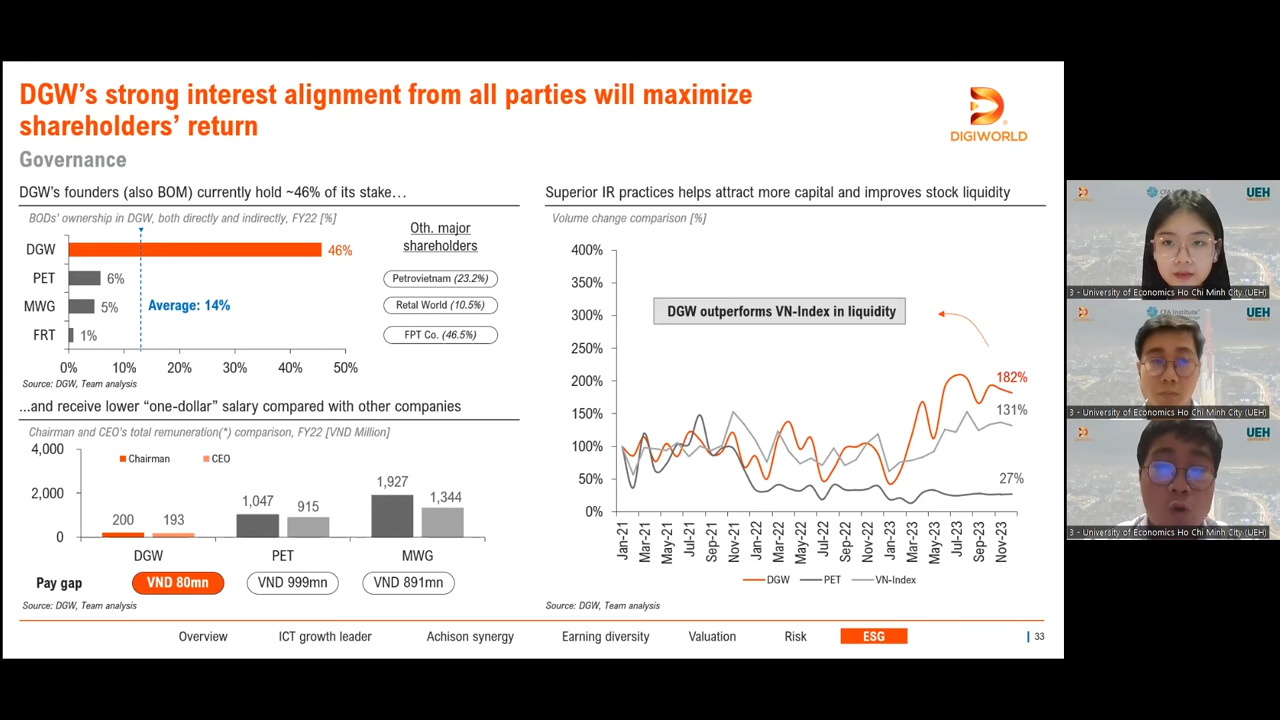 DGW's strong interest alignment from all parties will maximize
shareholders' return
DIGIWORLD
Governance
DGW's founders (also BOM) currently hold ~46% of its stake…
BODs' ownership in DGW, both directly and indirectly, FY22 [%]
Oth. major
shareholders
DGW
46%
PET
6%
Petrovietnam (23.2%)
MWG
5%
Average: 14%
Retal World (10.5%)
FRT
1%
FPT Co. (46.5%)
0% 10% 20% 30% 40% 50%
Source: DGW, Team analysis
...and receive lower "one-dollar" salary compared with other companies
Chairman and CEO's total remuneration(*) comparison, FY22 [VND Million]
4,000
2,000
0
Chairman CEO
200 193
1,047 915
1,927 1,344
DGW PET MWG
Pay gap
VND 80mn
VND 999mn
VND 891mn
Source: DGW, Team analysis
Superior IR practices helps attract more capital and improves stock liquidity
Volume change comparison [%]
400%
350%
300%
250%
200%
150%
100%
50%
0%
DGW outperforms VN-Index in liquidity
182%
131%
27%
Jan-21 Mar-21 May-21 Jul-21 Sep-21 Nov-21 Jan-22 Mar-22 May-22 Jul-22 Sep-22 Nov-22 Jan-23 Mar-23 May-23 Jul-23 Sep-23 Nov-23
DGW PET VN-Index
Source: DGW, Team analysis
Overview ICT growth leader Achison synergy Earning diversity Valuation Risk ESG
33
CFA Institute
UEH
UNIVERSITY
3 - University of Economics Ho Chi Minh City (UEH)
CFA Institute
UEH
UNIVERSITY
3 - University of Economics Ho Chi Minh City (UEH)
UEH
UNIVERSITY
3 - University of Economics Ho Chi Minh City (UEH)